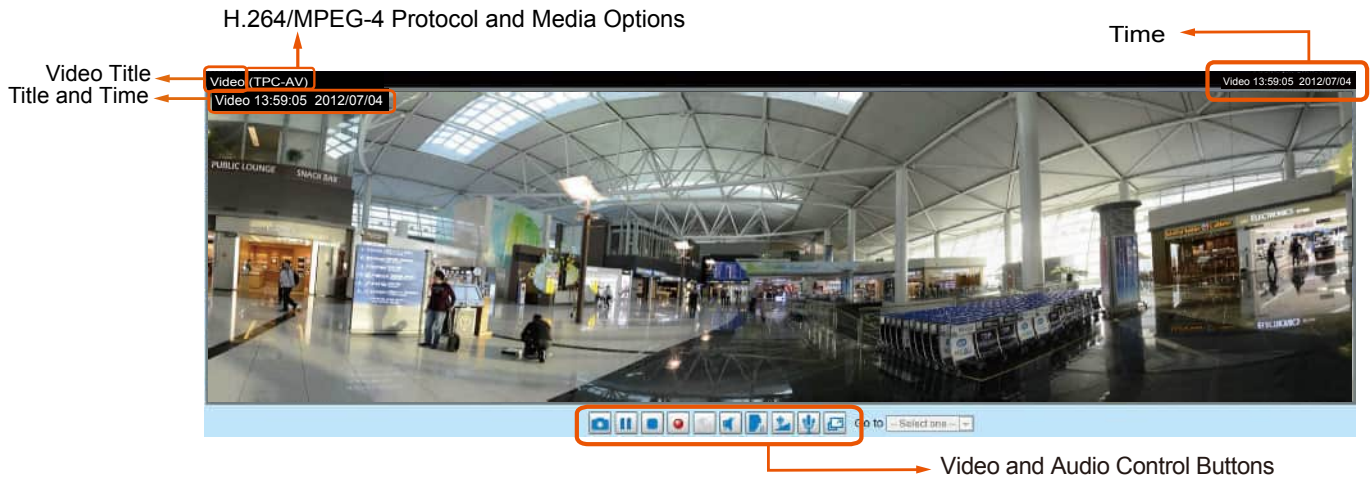 H.264/MPEG-4 Protocol and Media Options
Time
Video Title
Video (TPC-AV)
Video 13:59:05 2012/07/04
Title and Time
Video 13:59:05 2012/07/04
PUBLIC LOUNGE
SNACK BAR
ELECTRONICS
Go to
-- Select one --
Video and Audio Control Buttons